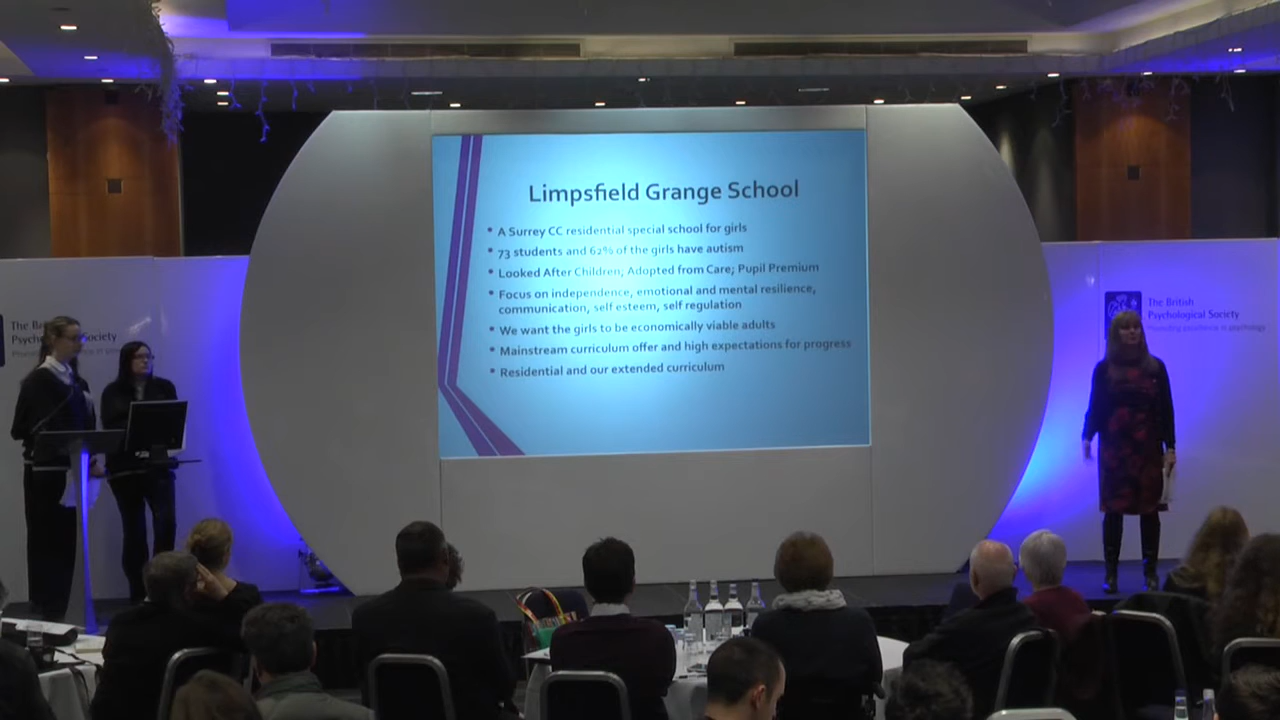 Limpsfield Grange School
* A Surrey CC residential special school for girls
* 73 students and 62% of the girls have autism
* Looked After Children; Adopted from Care; Pupil Premium
* Focus on independence, emotional and mental resilience,
communication, self esteem, self regulation
* We want the girls to be economically viable adults
* Mainstream curriculum offer and high expectations for progress
* Residential and our extended curriculum
The British
Psychological Society
Promoting excellence in psychology